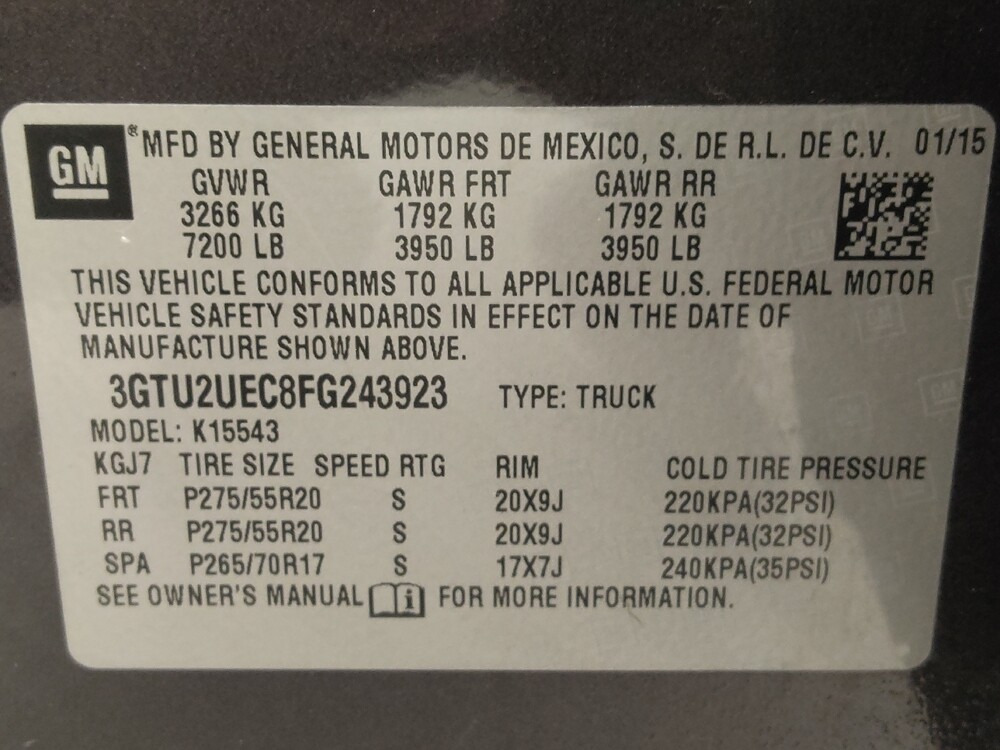 GM ® MFD BY GENERAL MOTORS DE MEXICO, S. DE R.L. DE C.V. 01/15
GVWR GAWR FRT GAWR RR
3266 KG 1792 KG 1792 KG
7200 LB 3950 LB 3950 LB
THIS VEHICLE CONFORMS TO ALL APPLICABLE U.S. FEDERAL MOTOR
VEHICLE SAFETY STANDARDS IN EFFECT ON THE DATE OF
MANUFACTURE SHOWN ABOVE.
3GTU2UEC8FG243923 TYPE: TRUCK
MODEL: K15543
KGJ7 TIRE SIZE SPEED RTG RIM COLD TIRE PRESSURE
FRT P275/55R20 S 20X9J 220KPA(32PSI)
RR P275/55R20 S 20X9J 220KPA(32PSI)
SPA P265/70R17 S 17X7J 240KPA(35PSI)
SEE OWNER'S MANUAL i FOR MORE INFORMATION.